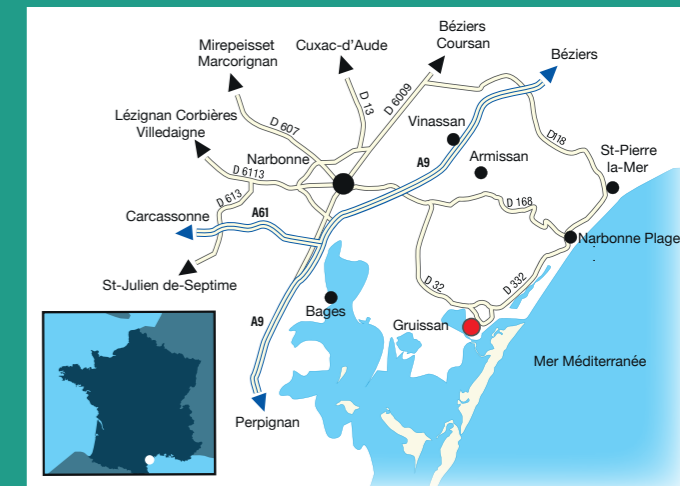 Béziers
Coursan
Mirepeisset
Marcorignan
Cuxac-d'Aude
Béziers
D 13
D 6009
Lézignan Corbières
Villedaigne
D 607
Vinassan
D118
St-Pierre
la-Mer
Narbonne
A9
Armissan
D 6113
D 613
Carcassonne
A61
D 168
Narbonne Plage
St-Julien de-Septime
D 32
D 332
Bages
A9
Gruissan
Mer Méditerranée
Perpignan